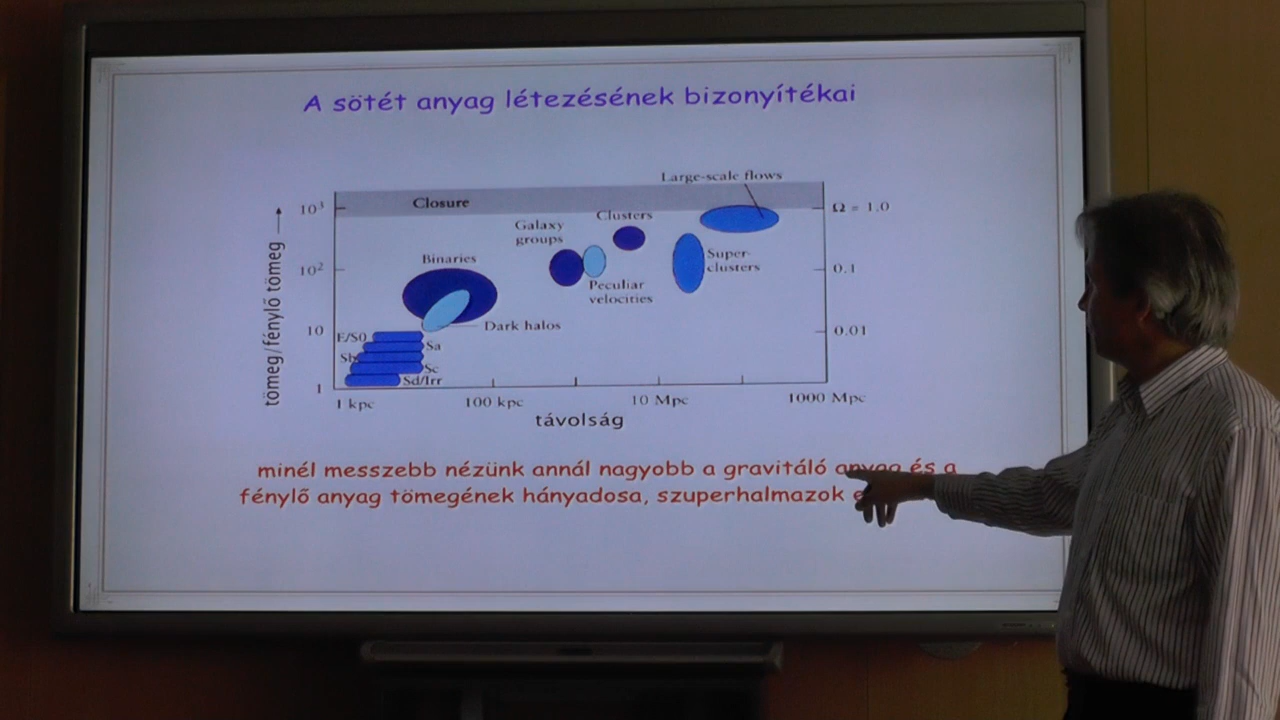 A sötét anyag létezésének bizonyítékai
Large-scale flows
10³
Closure
Ω = 1.0
Galaxy
groups
Clusters
Super-
clusters
Binaries
10²
0.1
Peculiar
velocities
Dark halos
10
0.01
E/S0
Sa
Sb
Sc
Sd/Irr
1
tömeg/fénylő tömeg
1 kpc
100 kpc
10 Mpc
1000 Mpc
távolság
minél messzebb nézünk annál nagyobb a gravitáló anyag és a
fénylő anyag tömegének hányadosa, szuperhalmazok